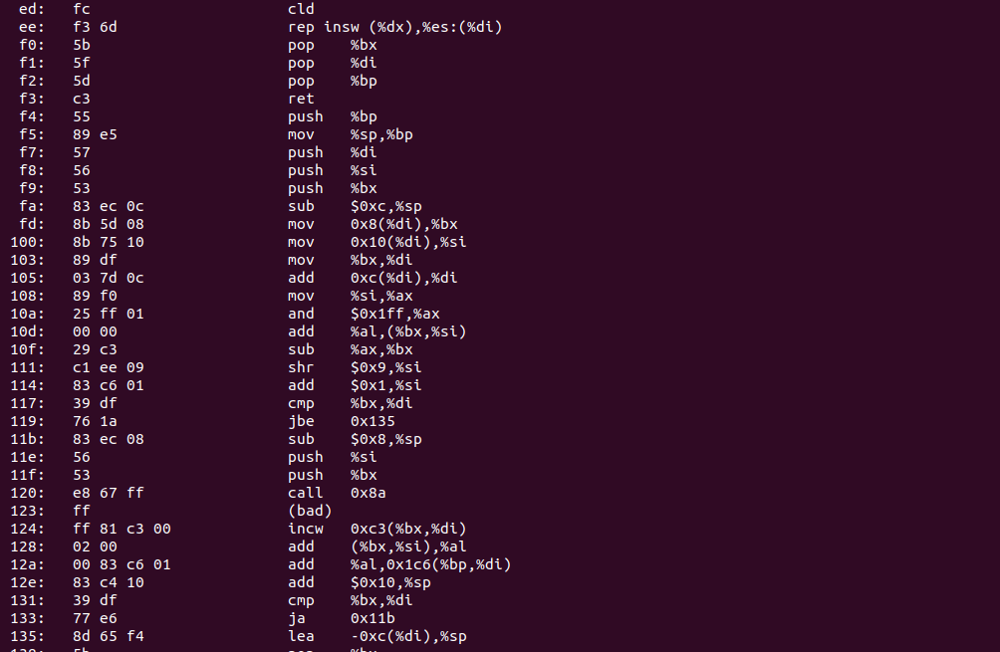 ed: fc cld
ee: f3 6d rep insw (%dx),%es:(%di)
f0: 5b pop %bx
f1: 5f pop %di
f2: 5d pop %bp
f3: c3 ret
f4: 55 push %bp
f5: 89 e5 mov %sp,%bp
f7: 57 push %di
f8: 56 push %si
f9: 53 push %bx
fa: 83 ec 0c sub $0xc,%sp
fd: 8b 5d 08 mov 0x8(%di),%bx
100: 8b 75 10 mov 0x10(%di),%si
103: 89 df mov %bx,%di
105: 03 7d 0c add 0xc(%di),%di
108: 89 f0 mov %si,%ax
10a: 25 ff 01 and $0x1ff,%ax
10d: 00 00 add %al,(%bx,%si)
10f: 29 c3 sub %ax,%bx
111: c1 ee 09 shr $0x9,%si
114: 83 c6 01 add $0x1,%si
117: 39 df cmp %bx,%di
119: 76 1a jbe 0x135
11b: 83 ec 08 sub $0x8,%sp
11e: 56 push %si
11f: 53 push %bx
120: e8 67 ff call 0x8a
123: ff (bad)
124: ff 81 c3 00 incw 0xc3(%bx,%di)
128: 02 00 add (%bx,%si),%al
12a: 00 83 c6 01 add %al,0x1c6(%bp,%di)
12e: 83 c4 10 add $0x10,%sp
131: 39 df cmp %bx,%di
133: 77 e6 ja 0x11b
135: 8d 65 f4 lea -0xc(%di),%sp